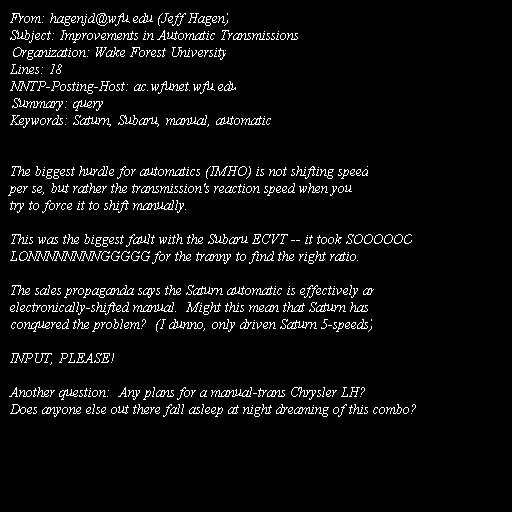 From: hagenjd@wfu.edu (Jeff Hagen)
Subject: Improvements in Automatic Transmissions
Organization: Wake Forest University
Lines: 18
NNTP-Posting-Host: ac.wfunet.wfu.edu
Summary: query
Keywords: Saturn, Subaru, manual, automatic
The biggest hurdle for automatics (IMHO) is not shifting speed
per se, but rather the transmission's reaction speed when you
try to force it to shift manually.
This was the biggest fault with the Subaru ECVT -- it took SOOOOOO
LONNNNNNNNGGGGG for the tranny to find the right ratio.
The sales propaganda says the Saturn automatic is effectively an
electronically-shifted manual.  Might this mean that Saturn has
conquered the problem?  (I dunno, only driven Saturn 5-speeds)
INPUT, PLEASE!
Another question:  Any plans for a manual-trans Chrysler LH?
Does anyone else out there fall asleep at night dreaming of this combo?